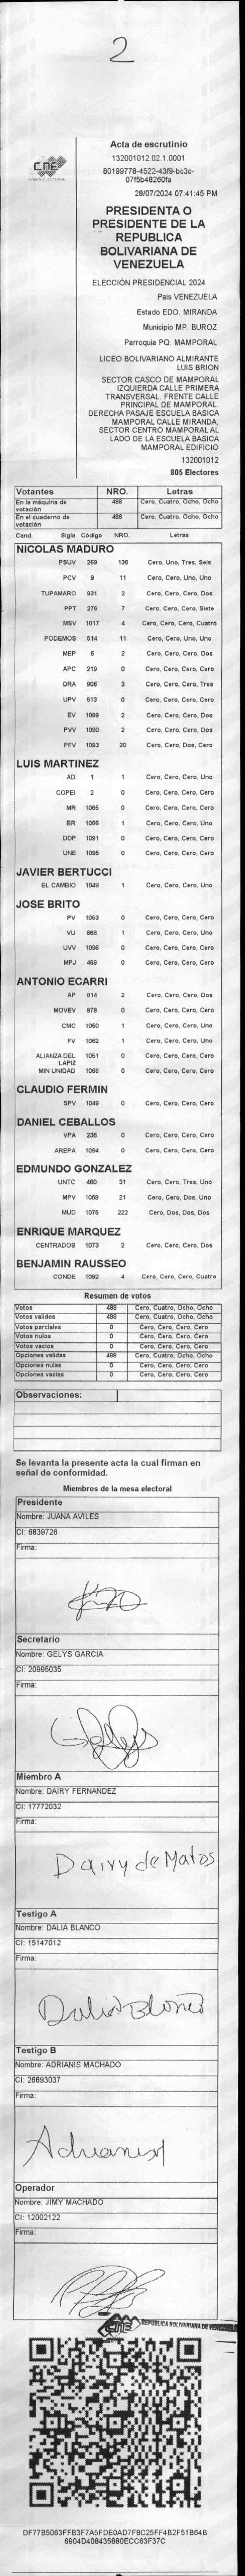 2
CNE
Acta de escrutinio
132001012.02.1.0001
80199778-4522-43f9-bc3c-
07f5b48260fa
28/07/2024 07:41:45 PM
PRESIDENTA O
PRESIDENTE DE LA
REPUBLICA
BOLIVARIANA DE
VENEZUELA
ELECCIÓN PRESIDENCIAL 2024
Pais VENEZUELA
Estado EDO. MIRANDA
Municipio MP. BUROZ
Parroquia PQ. MAMPORAL
LICEO BOLIVARIANO ALMIRANTE
LUIS BRION
SECTOR CASCO DE MAMPORAL
IZQUIERDA CALLE PRIMERA
TRANSVERSAL. FRENTE CALLE
PRINCIPAL DE MAMPORAL.
DERECHA PASAJE ESCUELA BASICA
MAMPORAL CALLE MIRANDA,
SECTOR CENTRO MAMPORAL AL
LADO DE LA ESCUELA BASICA
MAMPORAL EDIFICIO
132001012
805 Electores
Votantes NRO. Letras
En la máquina de votación 488 Cero, Cuatro, Ocho, Ocho
En el cuaderno de votación 488 Cero, Cuatro, Ocho, Ocho
Cand. Sigla Código NRO. Letras
NICOLAS MADURO
PSUV 269 136 Cero, Uno, Tres, Seis
PCV 9 11 Cero, Cero, Uno, Uno
TUPAMARO 931 2 Cero, Cero, Cero, Dos
PPT 276 7 Cero, Cero, Cero, Siete
MSV 1017 4 Cero, Cero, Cero, Cuatro
PODEMOS 514 11 Cero, Cero, Uno, Uno
MEP 6 2 Cero, Cero, Cero, Dos
APC 219 0 Cero, Cero, Cero, Cero
ORA 906 3 Cero, Cero, Cero, Tres
UPV 513 0 Cero, Cero, Cero, Cero
EV 1089 2 Cero, Cero, Cero, Dos
PVV 1090 2 Cero, Cero, Cero, Dos
PFV 1093 20 Cero, Cero, Dos, Cero
LUIS MARTINEZ
AD 1 1 Cero, Cero, Cero, Uno
COPEI 2 0 Cero, Cero, Cero, Cero
MR 1065 0 Cero, Cero, Cero, Cero
BR 1066 1 Cero, Cero, Cero, Uno
DDP 1091 0 Cero, Cero, Cero, Cero
UNE 1095 0 Cero, Cero, Cero, Cero
JAVIER BERTUCCI
EL CAMBIO 1048 1 Cero, Cero, Cero, Uno
JOSE BRITO
PV 1053 0 Cero, Cero, Cero, Cero
VU 868 1 Cero, Cero, Cero, Uno
UVV 1096 0 Cero, Cero, Cero, Cero
MPJ 459 0 Cero, Cero, Cero, Cero
ANTONIO ECARRI
AP 814 2 Cero, Cero, Cero, Dos
MOVEV 878 0 Cero, Cero, Cero, Cero
CMC 1050 1 Cero, Cero, Cero, Uno
FV 1062 1 Cero, Cero, Cero, Uno
ALIANZA DEL LAPIZ 1051 0 Cero, Cero, Cero, Cero
MIN UNIDAD 1068 0 Cero, Cero, Cero, Cero
CLAUDIO FERMIN
SPV 1049 0 Cero, Cero, Cero, Cero
DANIEL CEBALLOS
VPA 236 0 Cero, Cero, Cero, Cero
AREPA 1094 0 Cero, Cero, Cero, Cero
EDMUNDO GONZALEZ
UNTC 460 31 Cero, Cero, Tres, Uno
MPV 1069 21 Cero, Cero, Dos, Uno
MUD 1075 222 Cero, Dos, Dos, Dos
ENRIQUE MARQUEZ
CENTRADOS 1073 2 Cero, Cero, Cero, Dos
BENJAMIN RAUSSEO
CONDE 1092 4 Cero, Cero, Cero, Cuatro
Resumen de votos
Votos 488 Cero, Cuatro, Ocho, Ocho
Votos validos 488 Cero, Cuatro, Ocho, Ocho
Votos parciales 0 Cero, Cero, Cero, Cero
Votos nulos 0 Cero, Cero, Cero, Cero
Votos vacios 0 Cero, Cero, Cero, Cero
Opciones validas 488 Cero, Cuatro, Ocho, Ocho
Opciones nulas 0 Cero, Cero, Cero, Cero
Opciones vacias 0 Cero, Cero, Cero, Cero
Observaciones:
Se levanta la presente acta la cual firman en
señal de conformidad.
Miembros de la mesa electoral
Presidente
Nombre: JUANA AVILES
CI: 6839726
Firma:
Secretario
Nombre: GELYS GARCIA
CI: 20995035
Firma:
Gelys
Miembro A
Nombre: DAIRY FERNANDEZ
CI: 17772032
Firma:
Dairy de Matos
Testigo A
Nombre: DALIA BLANCO
CI: 15147012
Firma:
Dalia Blanco
Testigo B
Nombre: ADRIANIS MACHADO
CI: 26893037
Firma:
Adrianis
Operador
Nombre: JIMY MACHADO
CI: 12002122
Firma:
CNE REPÚBLICA BOLIVARIANA DE VENEZUELA
DF77B5063FFB3F7A5FDE0AD7F8C25FF4B2F51B64B
6904D408435880ECC63F37C